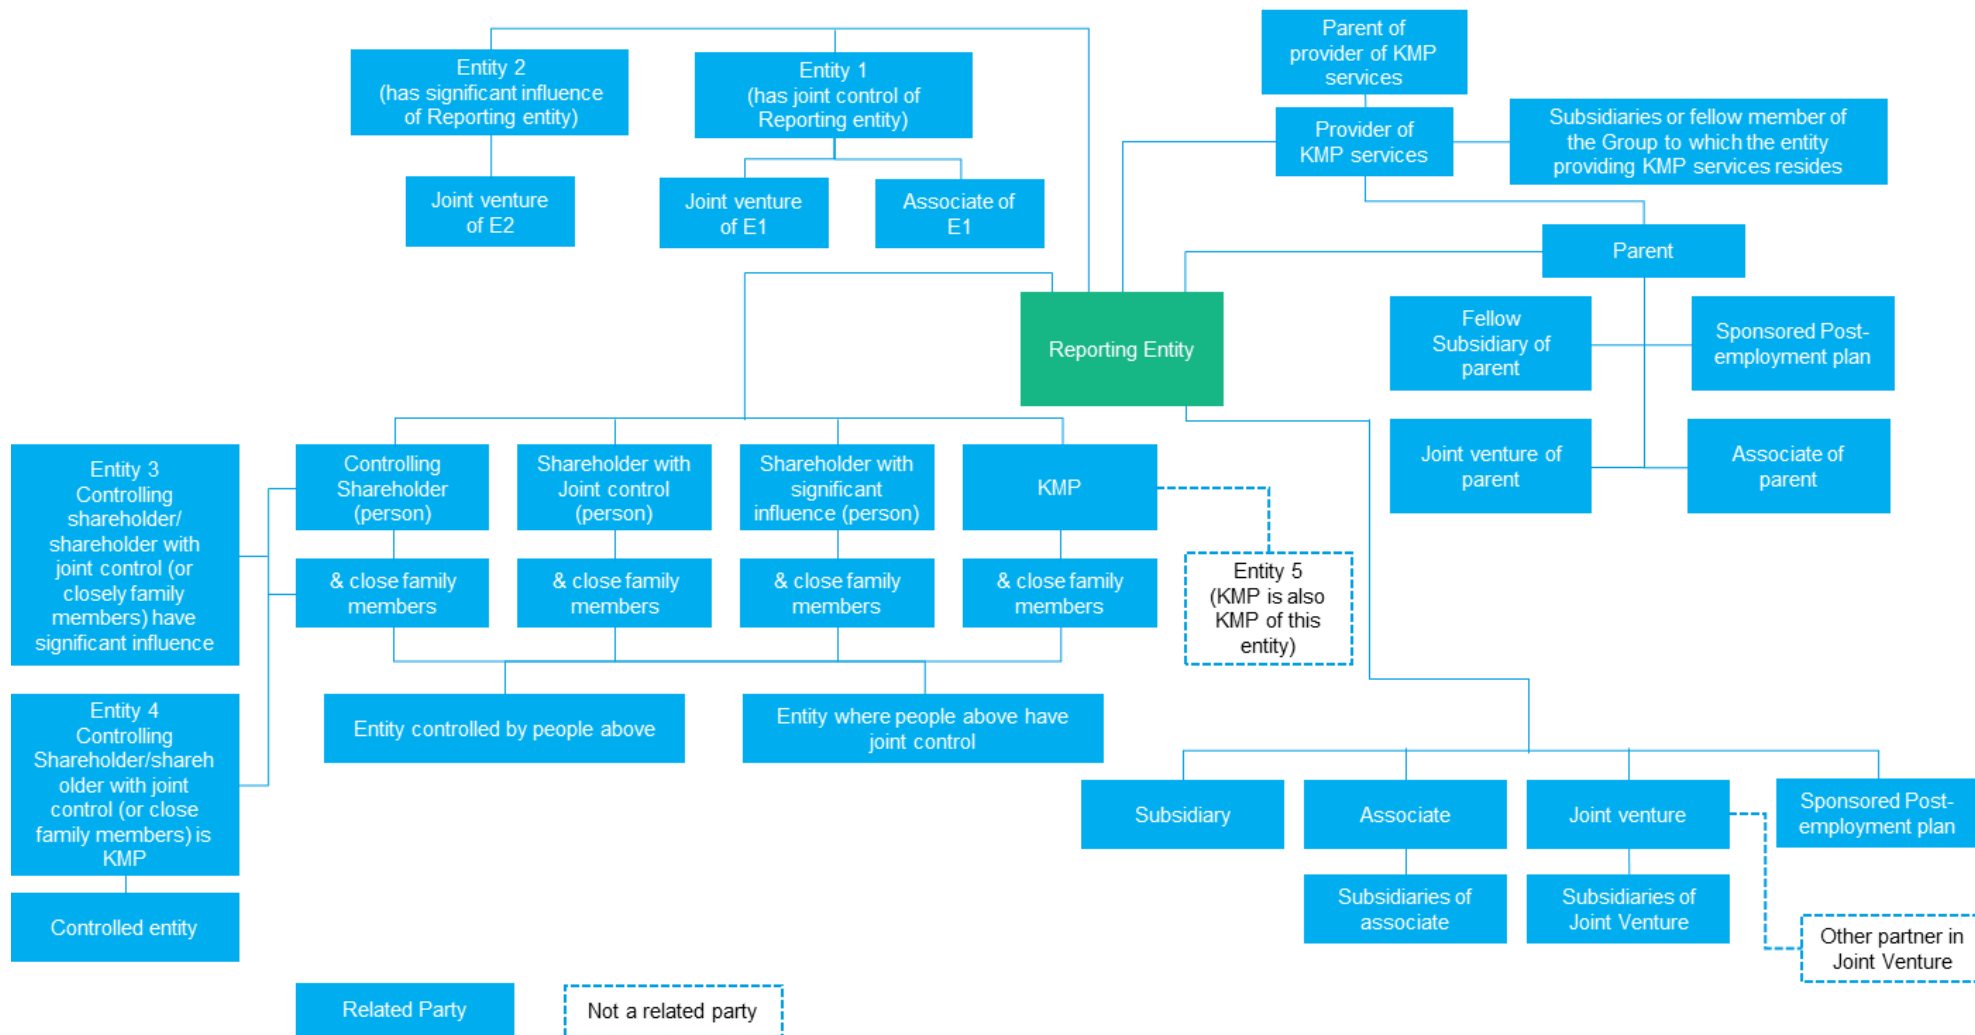 Entity 2
(has significant influence
of Reporting entity)
Entity 1
(has joint control of
Reporting entity)
Parent of
provider of KMP
services
Provider of
KMP services
Subsidiaries or fellow member of
the Group to which the entity
providing KMP services resides
Joint venture
of E2
Joint venture
of E1
Associate of
E1
Parent
Reporting Entity
Fellow
Subsidiary of
parent
Sponsored Post-
employment plan
Joint venture of
parent
Associate of
parent
Entity 3
Controlling
shareholder/
shareholder with
joint control (or
closely family
members) have
significant influence
Controlling
Shareholder
(person)
Shareholder with
Joint control
(person)
Shareholder with
significant
influence (person)
KMP
& close family
members
& close family
members
& close family
members
& close family
members
Entity 5
(KMP is also
KMP of this
entity)
Entity 4
Controlling
Shareholder/shareh
older with joint
control (or close
family members) is
KMP
Entity controlled by people above
Entity where people above have
joint control
Controlled entity
Subsidiary
Associate
Joint venture
Sponsored Post-
employment plan
Subsidiaries of
associate
Subsidiaries of
Joint Venture
Other partner in
Joint Venture
Related Party
Not a related party